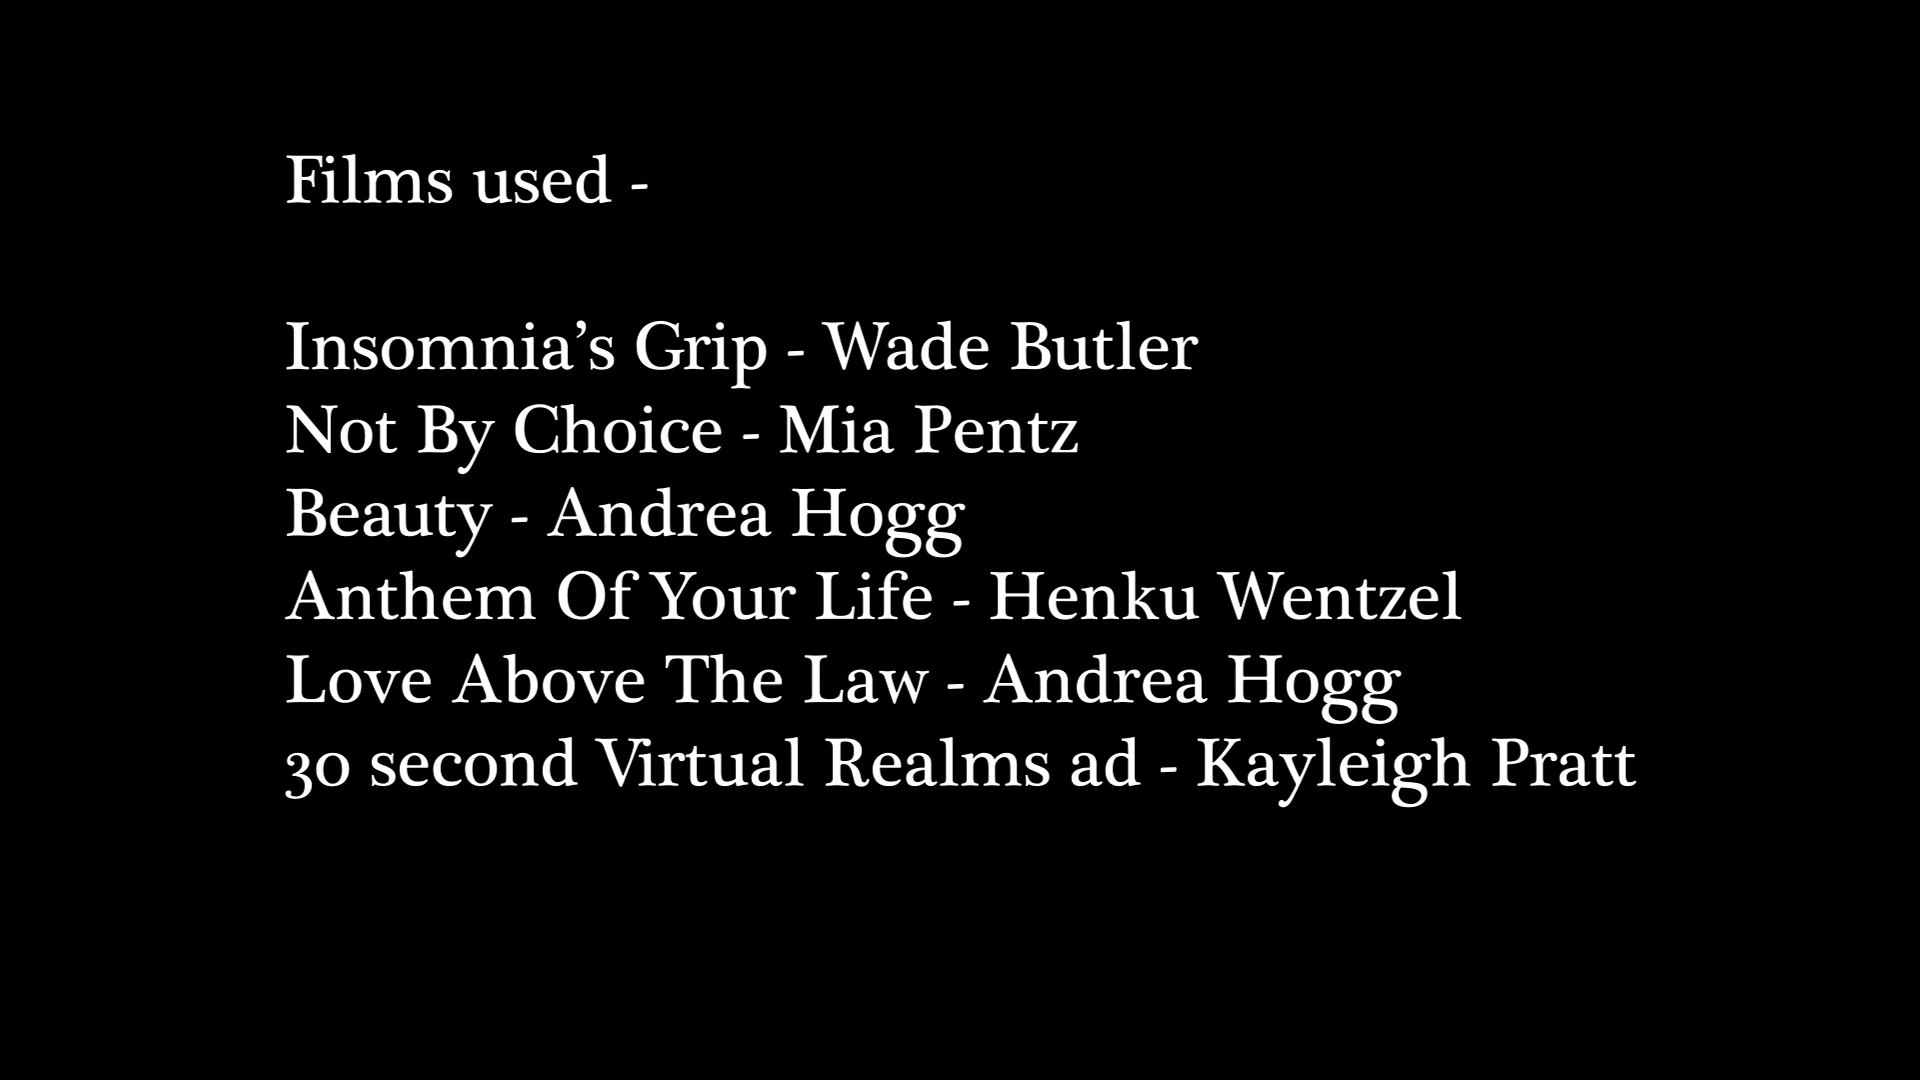 Films used -
Insomnia’s Grip - Wade Butler
Not By Choice - Mia Pentz
Beauty - Andrea Hogg
Anthem Of Your Life - Henku Wentzel
Love Above The Law - Andrea Hogg
30 second Virtual Realms ad - Kayleigh Pratt